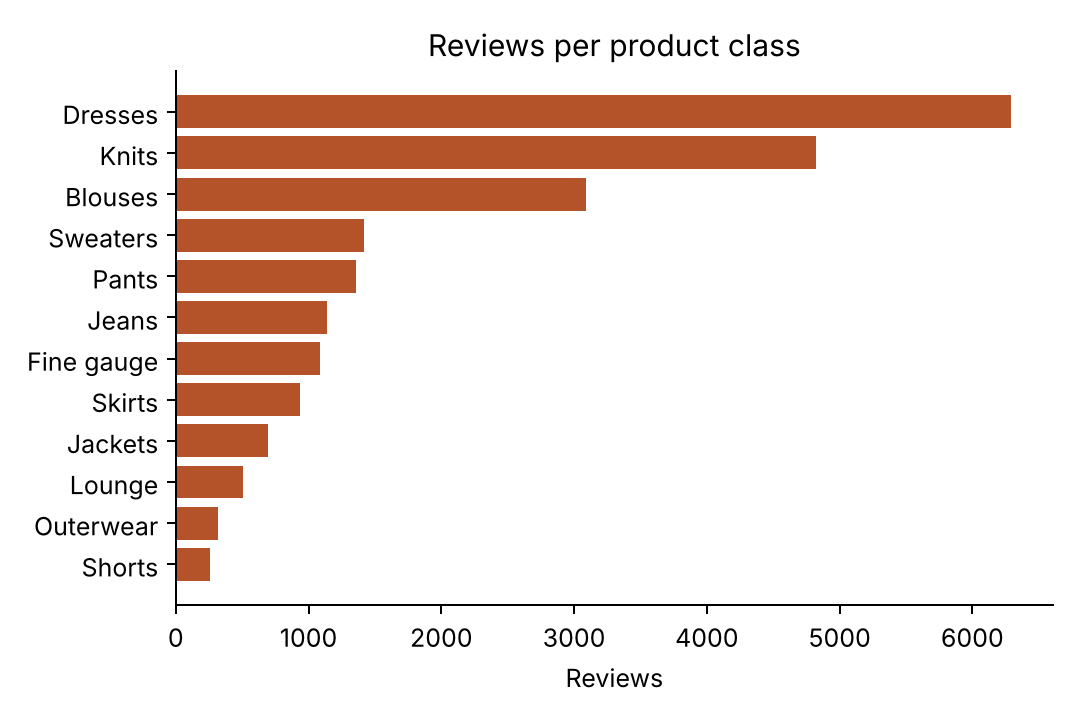 Reviews per product class
Dresses
Knits
Blouses
Sweaters
Pants
Jeans
Fine gauge
Skirts
Jackets
Lounge
Outerwear
Shorts
0 1000 2000 3000 4000 5000 6000
Reviews